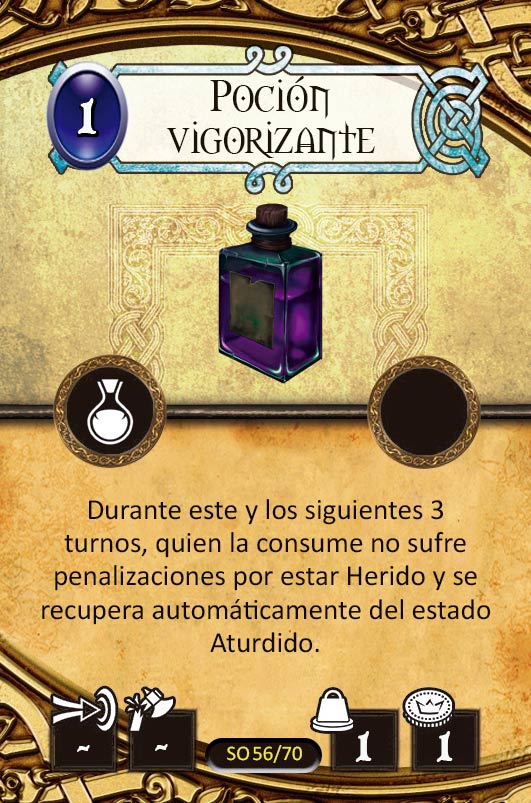 1
Poción
vigorizante
Durante este y los siguientes 3
turnos, quien la consume no sufre
penalizaciones por estar Herido y se
recupera automáticamente del estado
Aturdido.
~ ~ SO 56/70 1 1